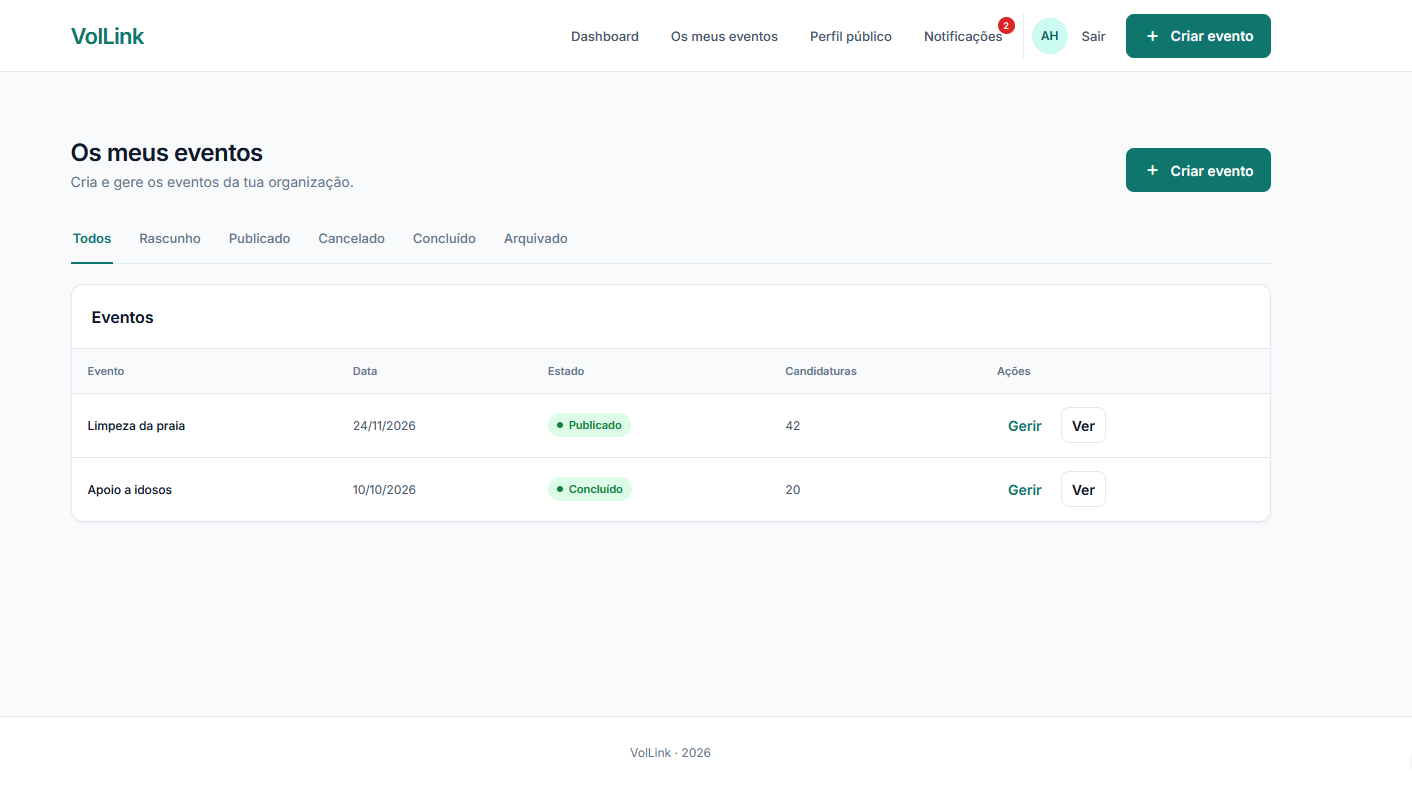 VolLink
Dashboard Os meus eventos Perfil público Notificações 2 AH Sair + Criar evento
Os meus eventos
Cria e gere os eventos da tua organização.
+ Criar evento
Todos Rascunho Publicado Cancelado Concluído Arquivado
Eventos
Evento Data Estado Candidaturas Ações
Limpeza da praia 24/11/2026 Publicado 42 Gerir Ver
Apoio a idosos 10/10/2026 Concluído 20 Gerir Ver
VolLink · 2026